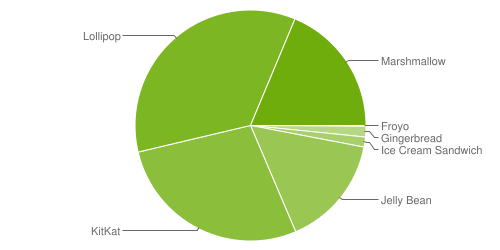 Lollipop
Marshmallow
Froyo
Gingerbread
Ice Cream Sandwich
Jelly Bean
KitKat